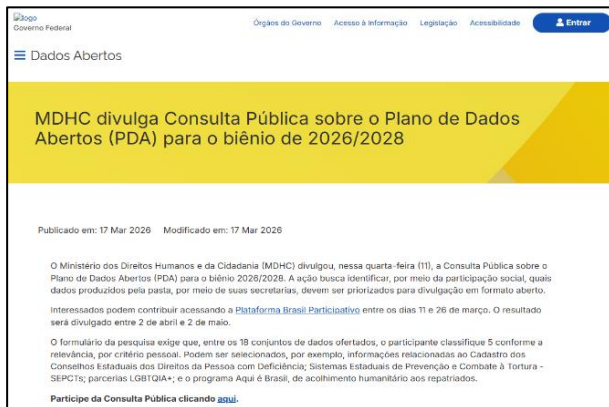 logo
Governo Federal
Órgãos do Governo Acesso à Informação Legislação Acessibilidade Entrar
Dados Abertos
MDHC divulga Consulta Pública sobre o Plano de Dados
Abertos (PDA) para o biênio de 2026/2028
Publicado em: 17 Mar 2026 Modificado em: 17 Mar 2026
O Ministério dos Direitos Humanos e da Cidadania (MDHC) divulgou, nessa quarta-feira (11), a Consulta Pública sobre o
Plano de Dados Abertos (PDA) para o biênio 2026/2028. A ação busca identificar, por meio da participação social, quais
dados produzidos pela pasta, por meio de suas secretarias, devem ser priorizados para divulgação em formato aberto.
Interessados podem contribuir acessando a Plataforma Brasil Participativo entre os dias 11 e 26 de março. O resultado
será divulgado entre 2 de abril e 2 de maio.
O formulário da pesquisa exige que, entre os 18 conjuntos de dados ofertados, o participante classifique 5 conforme a
relevância, por critério pessoal. Podem ser selecionados, por exemplo, informações relacionadas ao Cadastro dos
Conselhos Estaduais dos Direitos da Pessoa com Deficiência; Sistemas Estaduais de Prevenção e Combate à Tortura -
SEPCTs; parcerias LGBTQIA+; e o programa Aqui é Brasil, de acolhimento humanitário aos repatriados.
Participe da Consulta Pública clicando aqui.